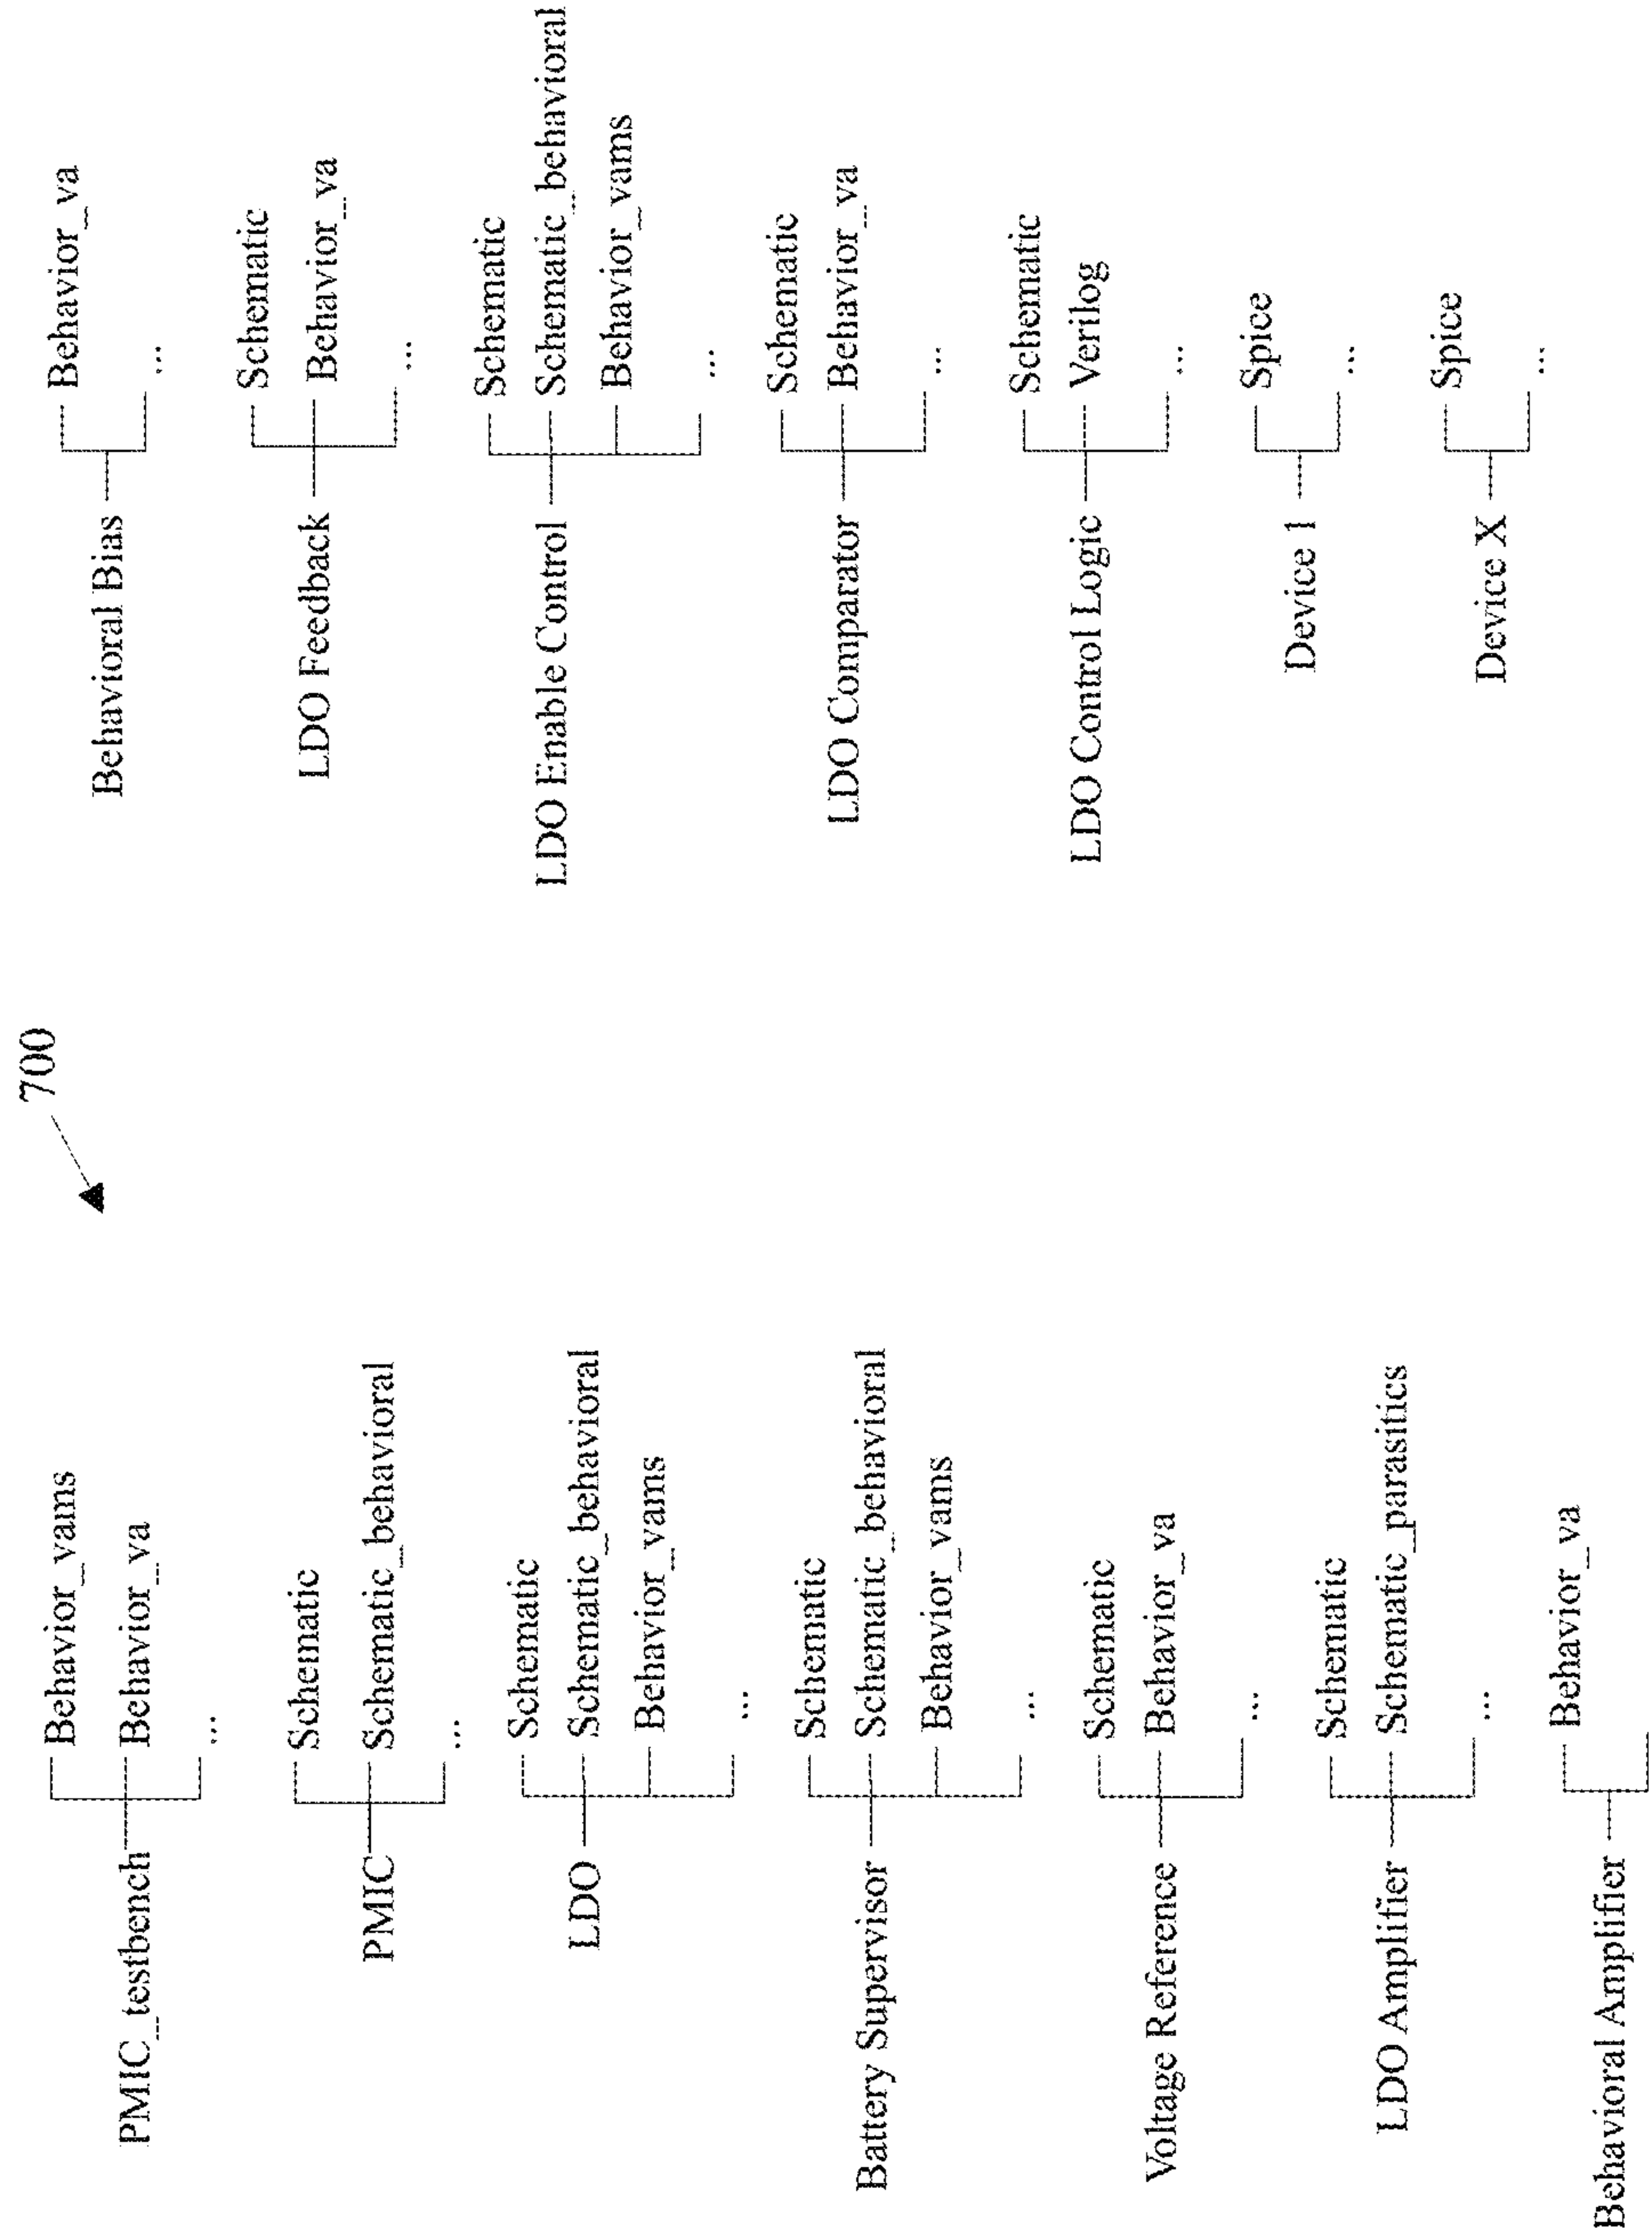 700
Behavior_vams
PMIC_testbench
Behavior_va
...
Schematic
PMIC
Schematic_behavioral
...
Schematic
LDO
Schematic_behavioral
Behavior_vams
...
Schematic
Battery Supervisor
Schematic_behavioral
Behavior_vams
...
Schematic
Voltage Reference
Behavior_va
...
Schematic
LDO Amplifier
Schematic_parasitics
...
Behavior_va
Behavioral Amplifier
Behavior_va
Behavioral Bias
...
Schematic
LDO Feedback
Behavior_va
...
Schematic
LDO Enable Control
Schematic_behavioral
Behavior_vams
...
Schematic
LDO Comparator
Behavior_va
...
Schematic
LDO Control Logic
Verilog
...
Spice
Device 1
...
Spice
Device X
...